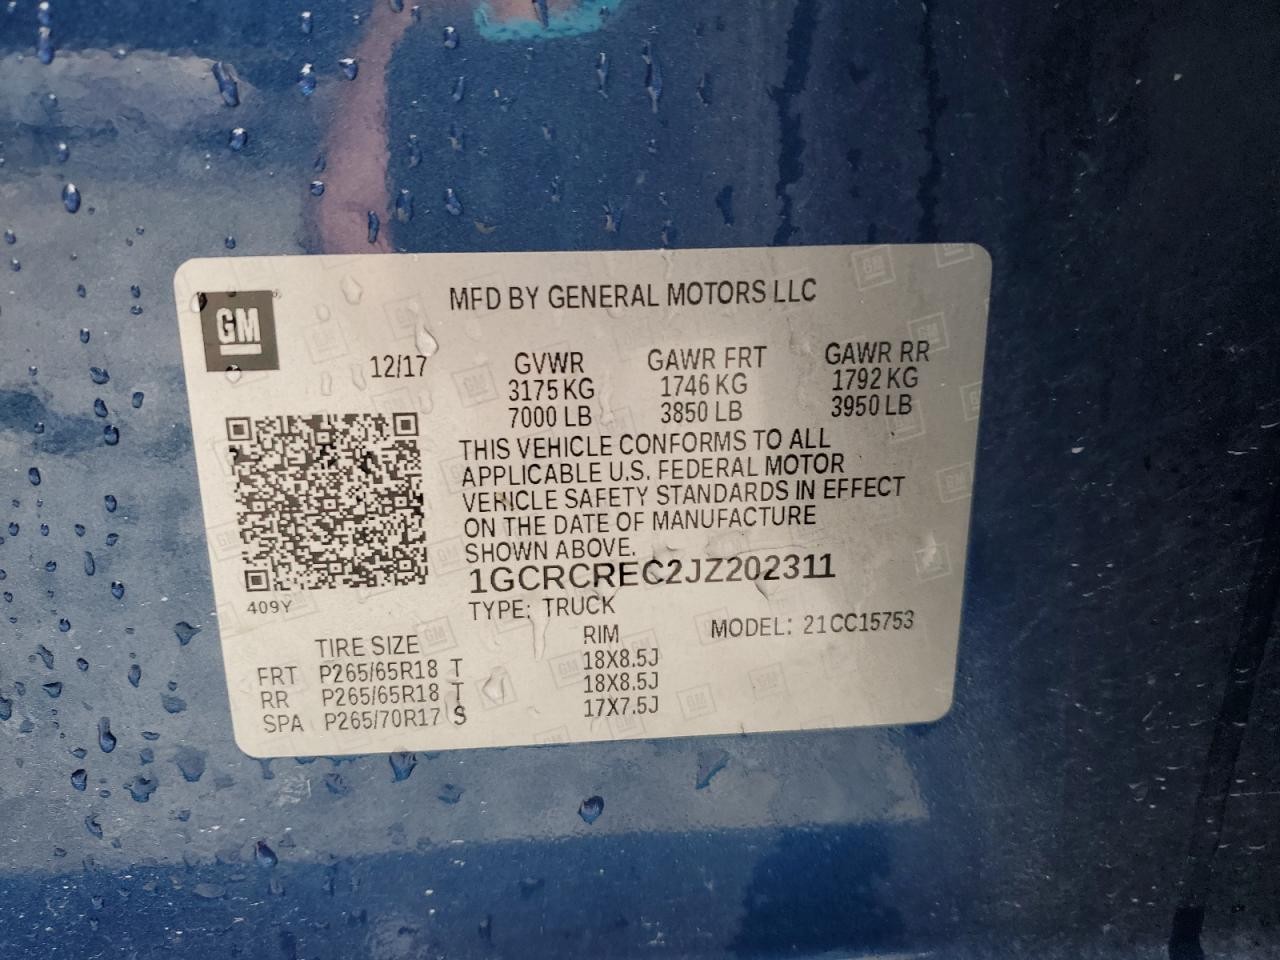 GM
MFD BY GENERAL MOTORS LLC
12/17 GVWR GAWR FRT GAWR RR
3175 KG 1746 KG 1792 KG
7000 LB 3850 LB 3950 LB
THIS VEHICLE CONFORMS TO ALL
APPLICABLE U.S. FEDERAL MOTOR
VEHICLE SAFETY STANDARDS IN EFFECT
ON THE DATE OF MANUFACTURE
SHOWN ABOVE.
1GCRCREC2JZ202311
409Y
TYPE: TRUCK
MODEL: 21CC15753
TIRE SIZE RIM
FRT P265/65R18 T 18X8.5J
RR P265/65R18 T 18X8.5J
SPA P265/70R17 S 17X7.5J